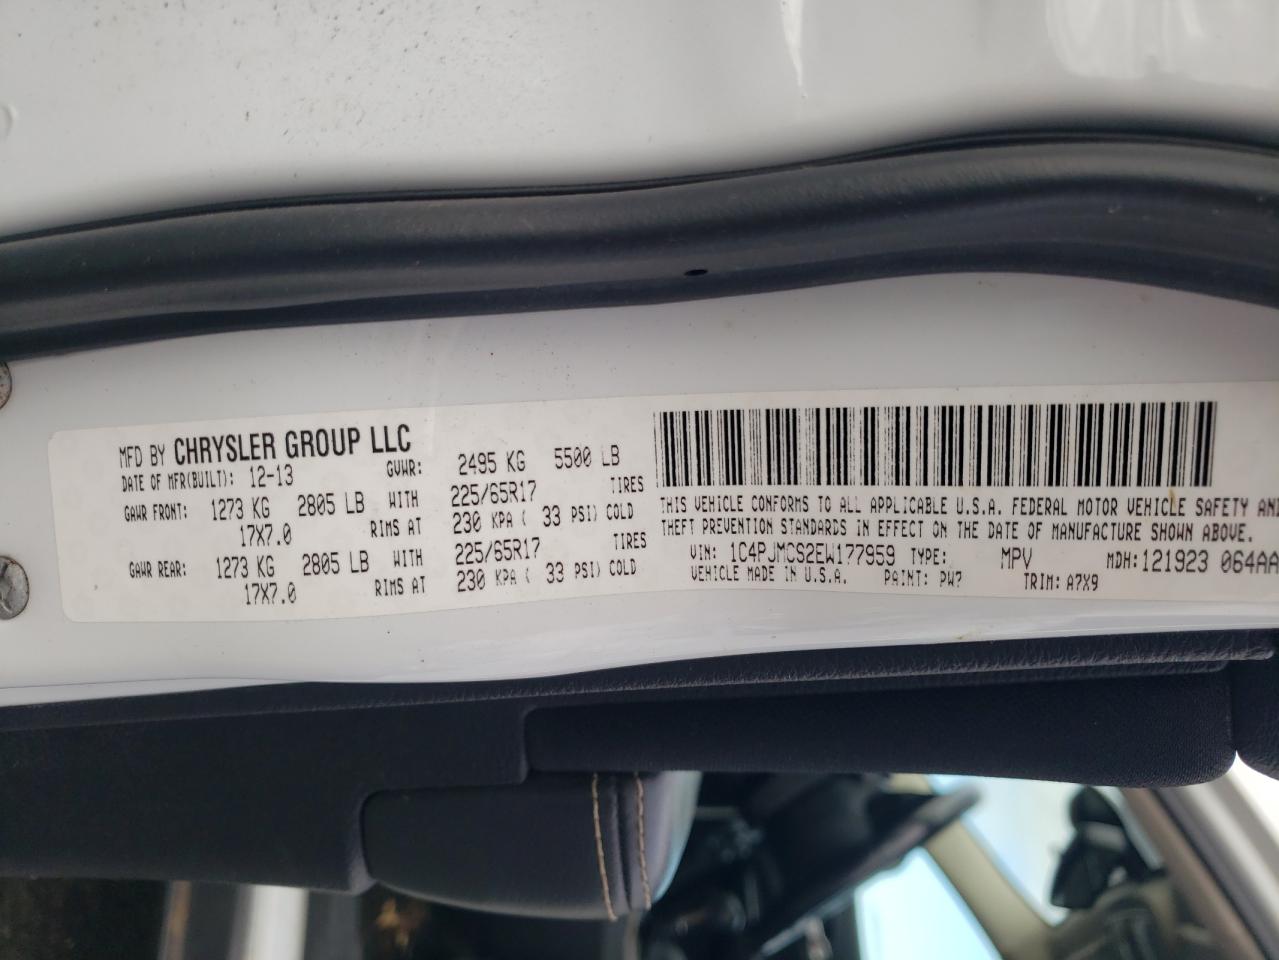 MFD BY CHRYSLER GROUP LLC
DATE OF MFR(BUILT): 12-13 GVWR: 2495 KG 5500 LB
GAWR FRONT: 1273 KG 2805 LB WITH 225/65R17 TIRES
17X7.0 RIMS AT 230 KPA ( 33 PSI) COLD
GAWR REAR: 1273 KG 2805 LB WITH 225/65R17 TIRES
17X7.0 RIMS AT 230 KPA ( 33 PSI) COLD
THIS VEHICLE CONFORMS TO ALL APPLICABLE U.S.A. FEDERAL MOTOR VEHICLE SAFETY AND
THEFT PREVENTION STANDARDS IN EFFECT ON THE DATE OF MANUFACTURE SHOWN ABOVE.
VIN: 1C4PJMCS2EW177959 TYPE: MPV MDH:121923 064AA
VEHICLE MADE IN U.S.A. PAINT: PW7 TRIM: A7X9